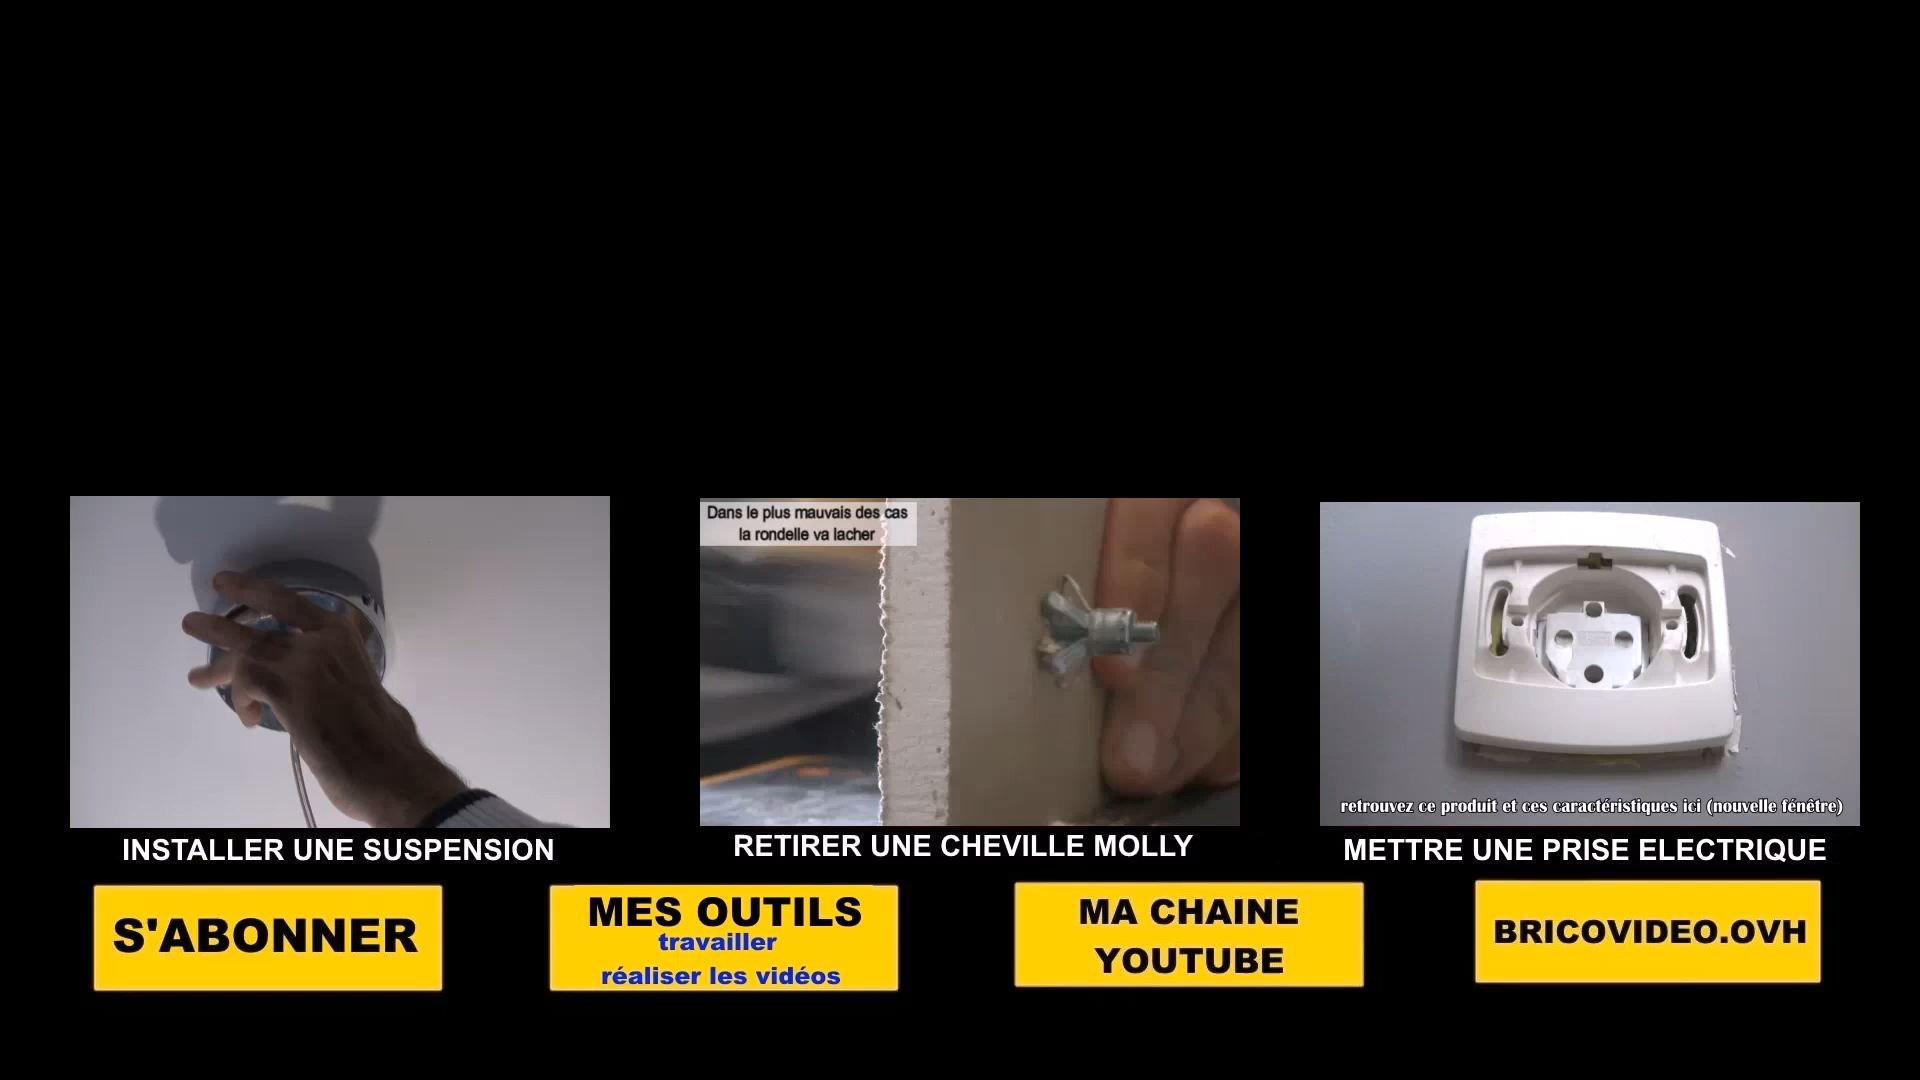 Dans le plus mauvais des cas
la rondelle va lacher
retrouvez ce produit et ces caractéristiques ici (nouvelle fénêtre)
INSTALLER UNE SUSPENSION
RETIRER UNE CHEVILLE MOLLY
METTRE UNE PRISE ELECTRIQUE
S'ABONNER
MES OUTILS
travailler
réaliser les vidéos
MA CHAINE
YOUTUBE
BRICOVIDEO.OVH